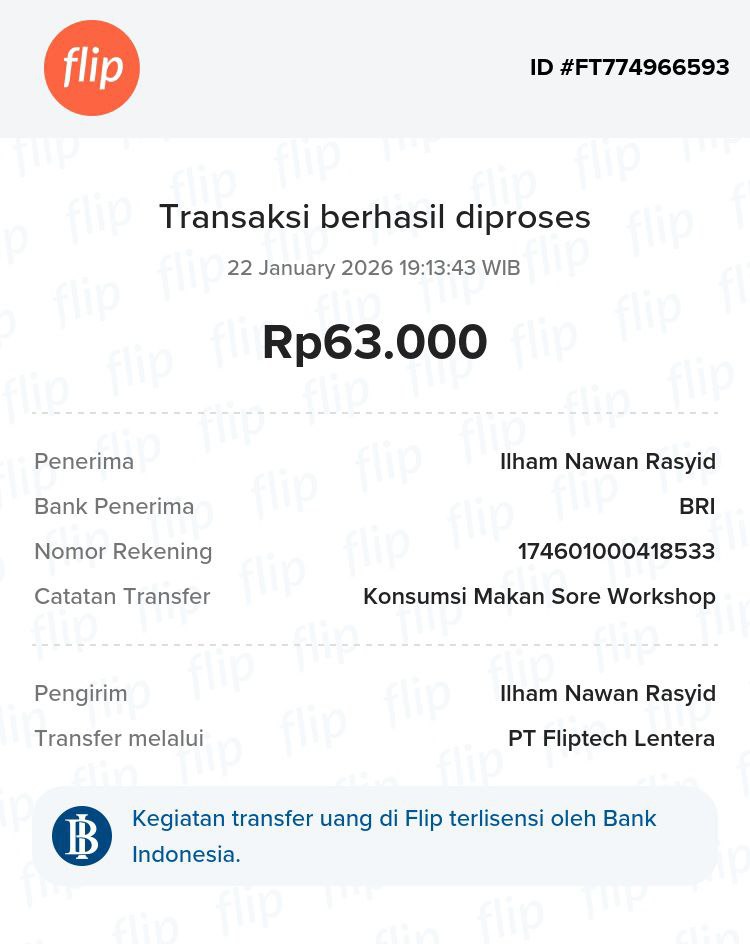 flip
ID #FT774966593
Transaksi berhasil diproses
22 January 2026 19:13:43 WIB
Rp63.000
Penerima Ilham Nawan Rasyid
Bank Penerima BRI
Nomor Rekening 174601000418533
Catatan Transfer Konsumsi Makan Sore Workshop
Pengirim Ilham Nawan Rasyid
Transfer melalui PT Fliptech Lentera
Kegiatan transfer uang di Flip terlisensi oleh Bank
Indonesia.